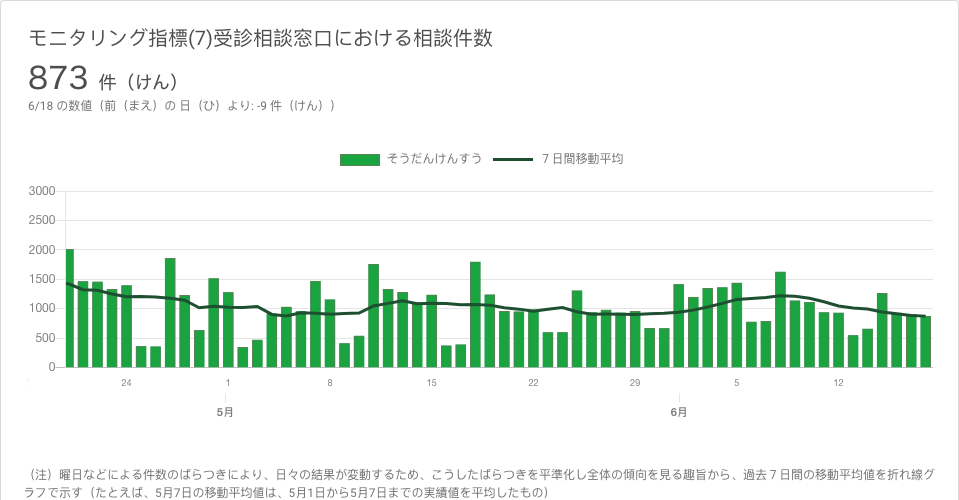 モニタリング指標(7)受診相談窓口における相談件数
873 件（けん）
6/18 の数値（前（まえ）の 日（ひ）より: -9 件（けん））
そうだんけんすう 7 日間移動平均
3000
2500
2000
1500
1000
500
0
24 1 8 15 22 29 5 12
5月 6月
（注）曜日などによる件数のばらつきにより、日々の結果が変動するため、こうしたばらつきを平準化し全体の傾向を見る趣旨から、過去７日間の移動平均値を折れ線グ
ラフで示す（たとえば、5月7日の移動平均値は、5月1日から5月7日までの実績値を平均したもの）